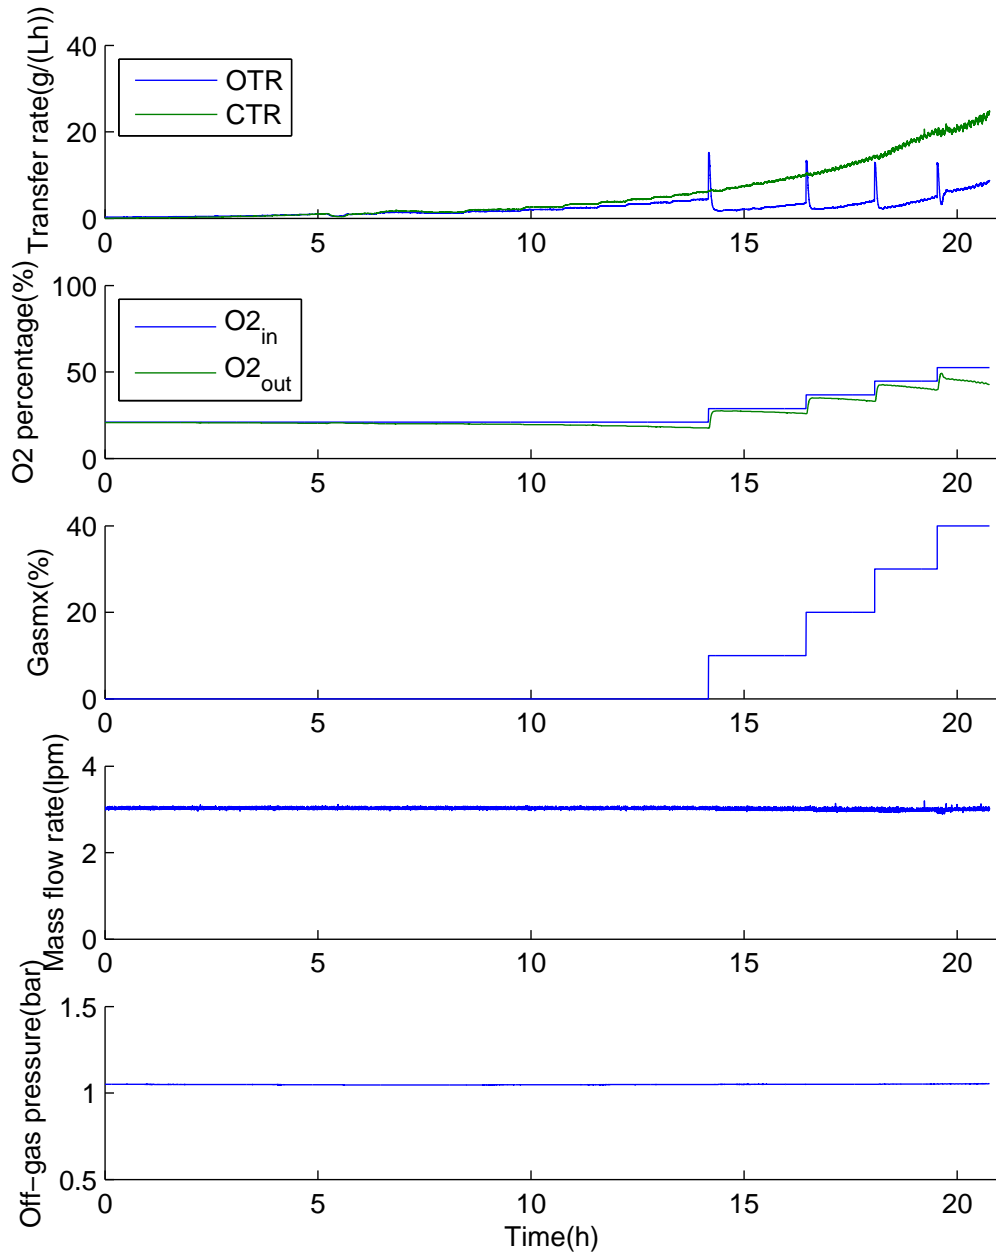 Transfer rate(g/(Lh))
40
20
0
OTR
CTR
0 5 10 15 20
O2 percentage(%)
100
50
0
O2in
O2out
0 5 10 15 20
Gasmx(%)
40
20
0
0 5 10 15 20
Mass flow rate(lpm)
4
2
0
0 5 10 15 20
Off-gas pressure(bar)
1.5
1
0.5
0 5 10 15 20
Time(h)